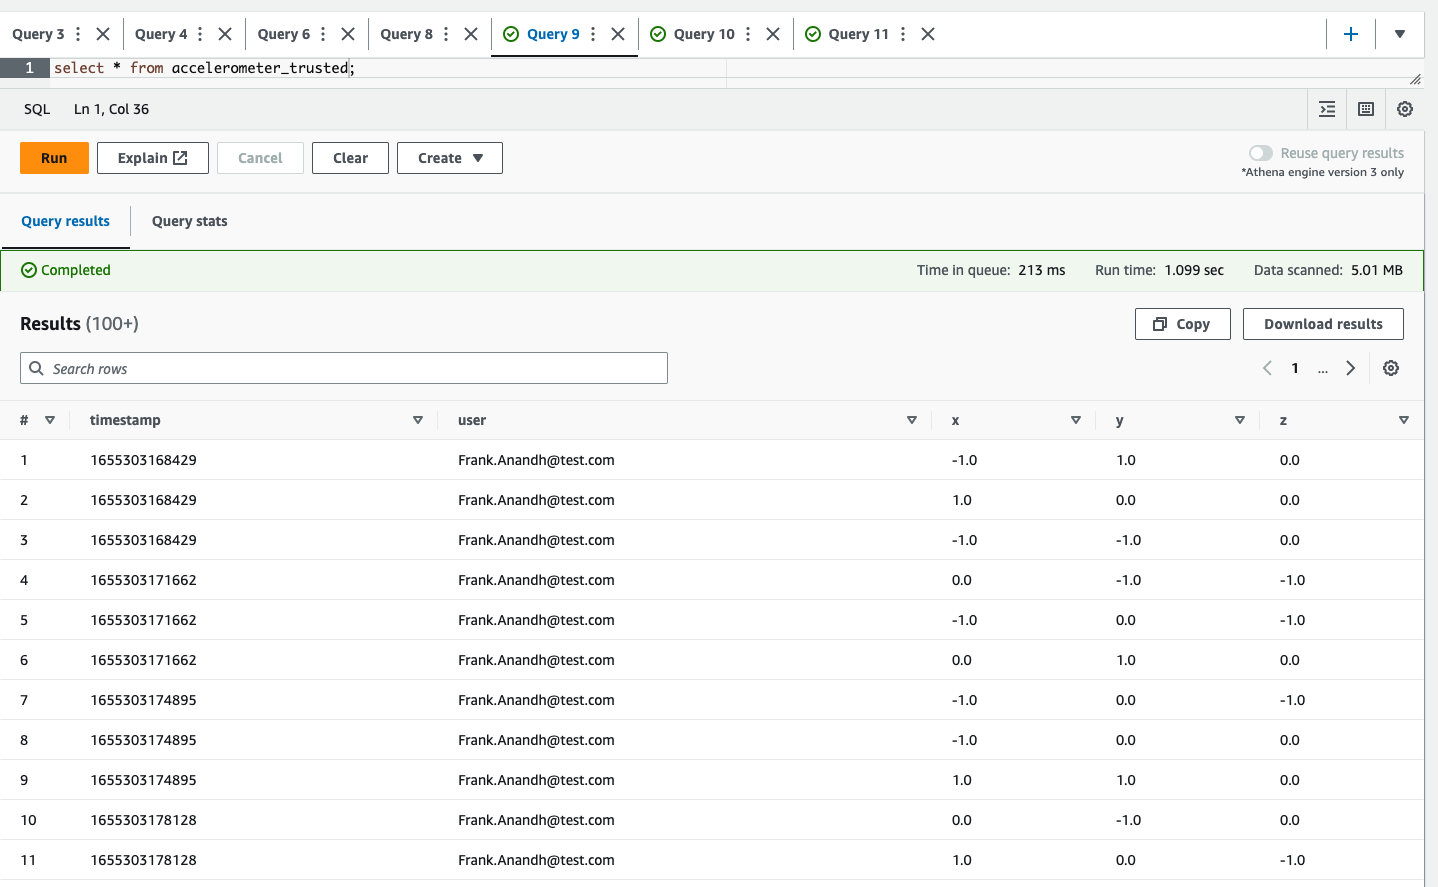 Query 3 Query 4 Query 6 Query 8 Query 9 Query 10 Query 11
1 select * from accelerometer_trusted;
SQL Ln 1, Col 36
Run Explain Cancel Clear Create Reuse query results
*Athena engine version 3 only
Query results Query stats
Completed Time in queue: 213 ms Run time: 1.099 sec Data scanned: 5.01 MB
Results (100+) Copy Download results
Search rows 1 ...
# timestamp user x y z
1 1655303168429 Frank.Anandh@test.com -1.0 1.0 0.0
2 1655303168429 Frank.Anandh@test.com 1.0 0.0 0.0
3 1655303168429 Frank.Anandh@test.com -1.0 -1.0 0.0
4 1655303171662 Frank.Anandh@test.com 0.0 -1.0 -1.0
5 1655303171662 Frank.Anandh@test.com -1.0 0.0 -1.0
6 1655303171662 Frank.Anandh@test.com 0.0 1.0 0.0
7 1655303174895 Frank.Anandh@test.com -1.0 0.0 -1.0
8 1655303174895 Frank.Anandh@test.com -1.0 0.0 0.0
9 1655303174895 Frank.Anandh@test.com 1.0 1.0 0.0
10 1655303178128 Frank.Anandh@test.com 0.0 -1.0 0.0
11 1655303178128 Frank.Anandh@test.com 1.0 0.0 -1.0